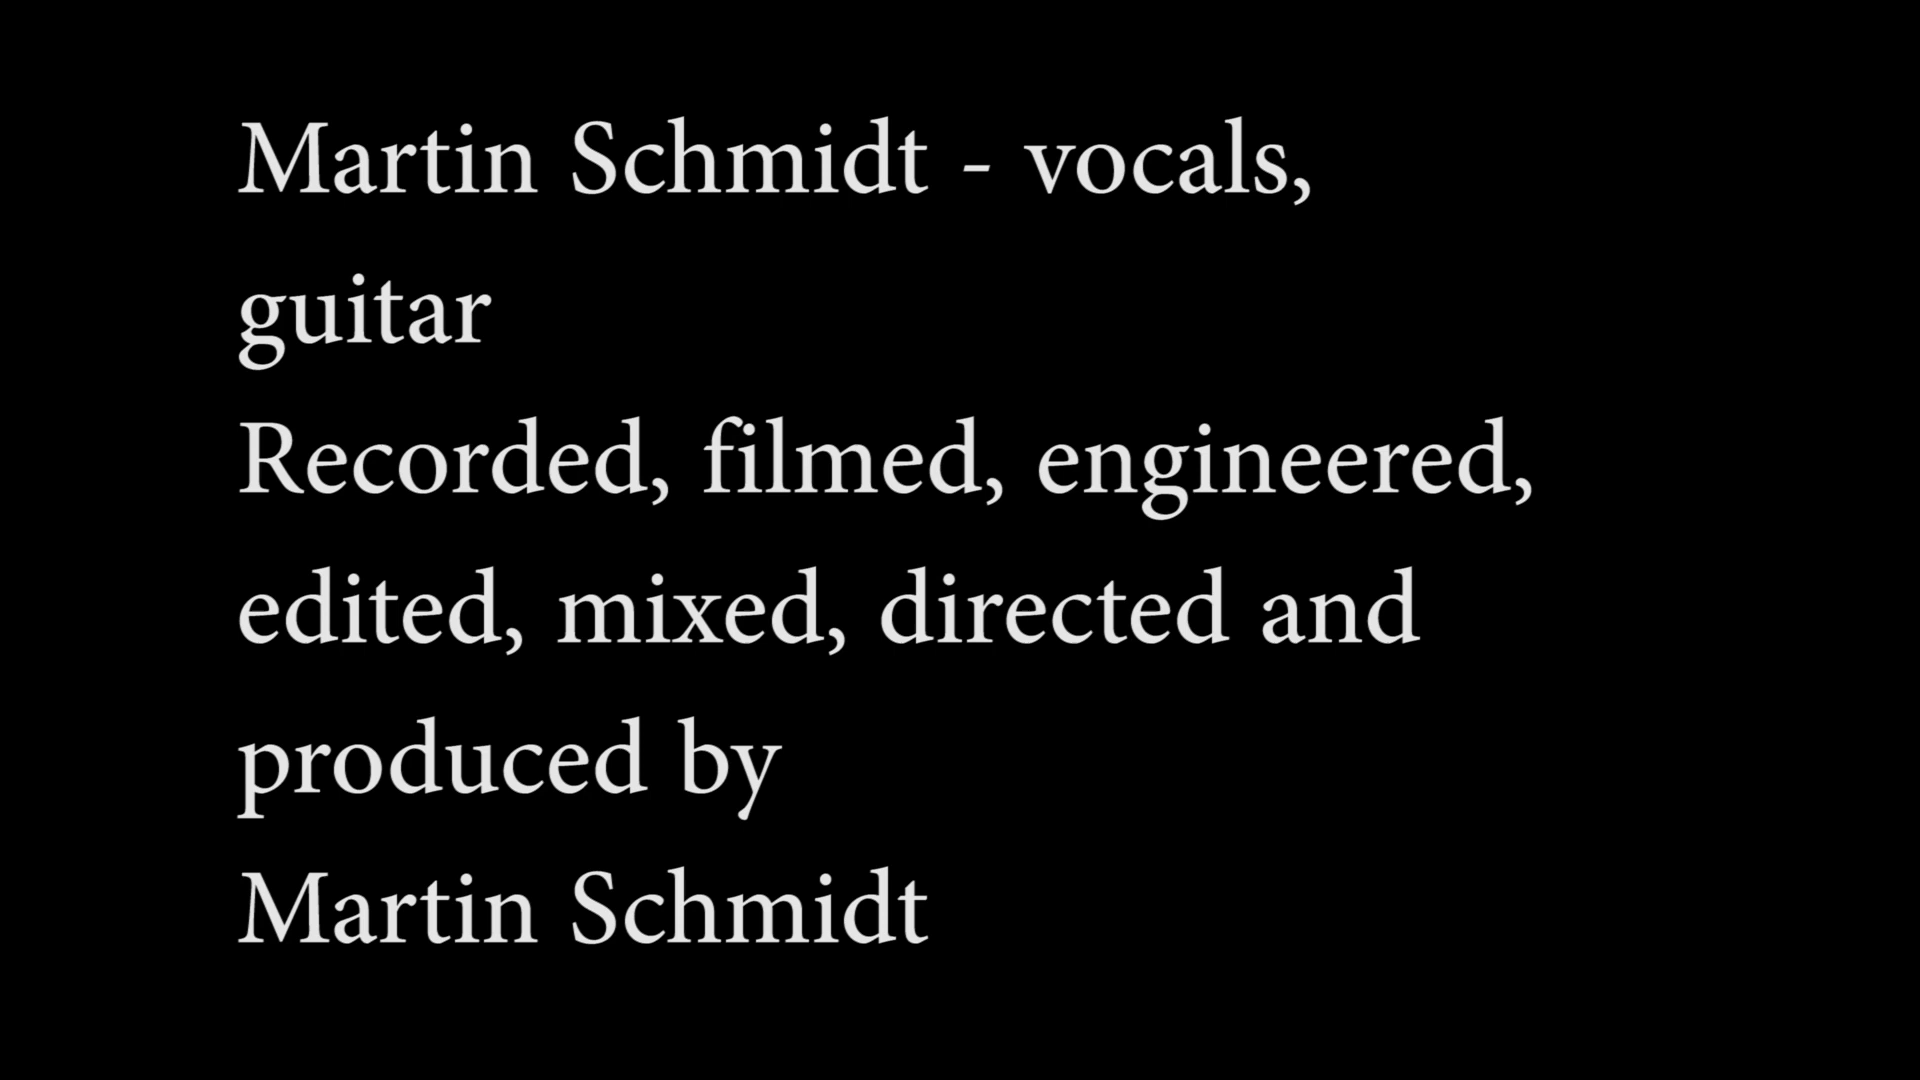 Martin Schmidt - vocals,
guitar
Recorded, filmed, engineered,
edited, mixed, directed and
produced by
Martin Schmidt